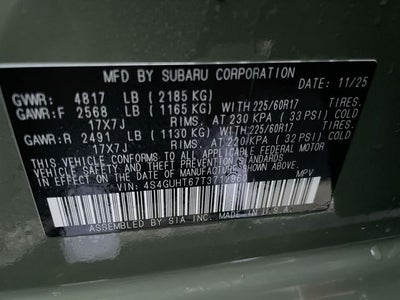 MFD BY SUBARU CORPORATION DATE: 11/25
GVWR: 4817 LB (2185 KG)
GAWR:F 2568 LB (1165 KG) WITH 225/60R17 TIRES.
17X7J RIMS, AT 230 KPA (33 PSI) COLD
GAWR:R 2491 LB (1130 KG) WITH 225/60R17 TIRES.
17X7J RIMS, AT 220 KPA (32 PSI) COLD
THIS VEHICLE CONFORMS TO ALL APPLICABLE FEDERAL MOTOR
VEHICLE SAFETY AND THEFT PREVENTION STANDARDS
IN EFFECT ON THE DATE OF MANUFACTURE SHOWN ABOVE.
VIN: MPV
ASSEMBLED BY SIA INC. MADE IN U.S.A.